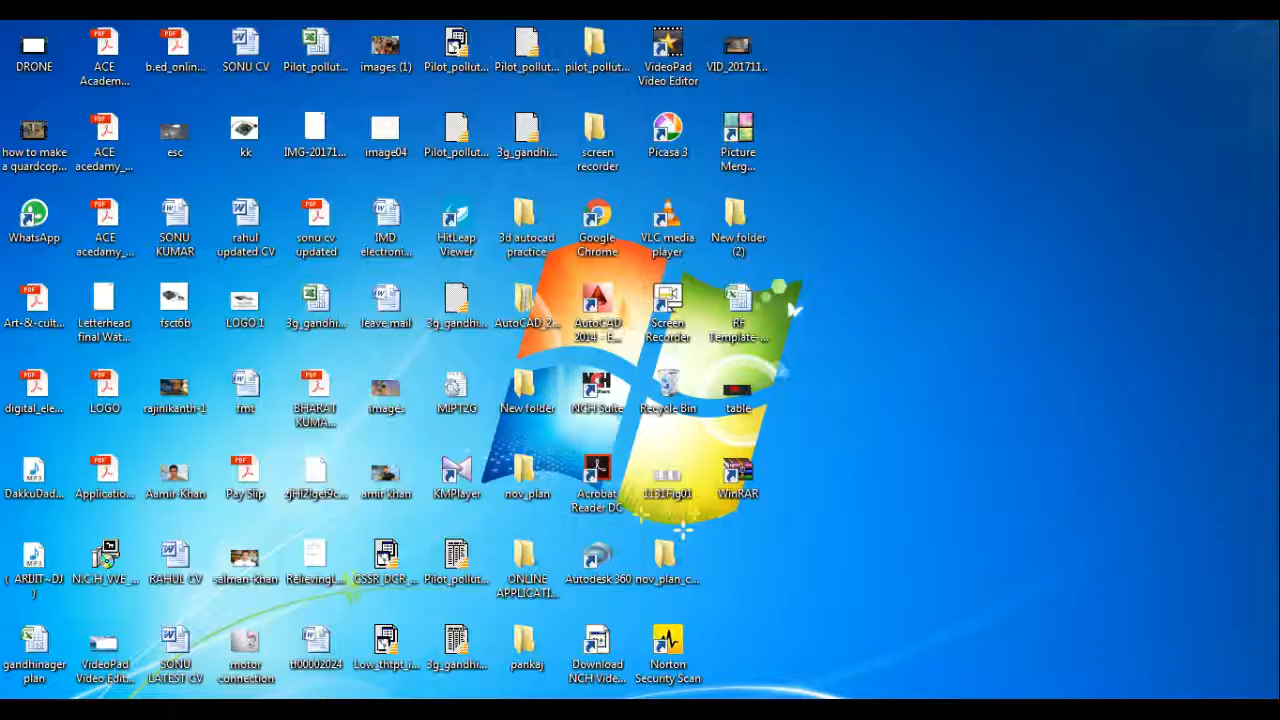 DRONE
ACE
Academ...
b.ed_onlin...
SONU CV
Pilot_pollut...
images (1)
Pilot_pollut...
Pilot_pollut...
pilot_pollut...
VideoPad
Video Editor
VID_201711...
how to make
a quardcop...
ACE
acedamy_...
esc
kk
IMG-20171...
image04
Pilot_pollut...
3g_gandhi...
screen
recorder
Picasa 3
Picture
Merg...
WhatsApp
ACE
acedamy_...
SONU
KUMAR
rahul
updated CV
sonu cv
updated
IMD
electroni...
HitLeap
Viewer
3d autocad
practice
Google
Chrome
VLC media
player
New folder
(2)
Art-&-cult...
Letterhead
final Wat...
fsct6b
LOGO 1
3g_gandhi...
leave mail
3g_gandhi...
AutoCAD_2...
AutoCAD
2014 - E...
Screen
Recorder
RF
Template-...
digital_ele...
LOGO
rajinikanth-1
fmt
BHARAT
KUMA...
images
MIPT2G
New folder
NCH Suite
Recycle Bin
table
DakkuDad...
Applicatio...
Aamir-Khan
Pay Slip
amir khan
KMPlayer
nov_plan
Acrobat
Reader DC
1131Fig01
WinRAR
( ARIJIT~DJ
)
N.C.H_VVE_...
RAHUL CV
salman-khan
RelievingL...
CSSR_DCR_...
Pilot_pollut...
ONLINE
APPLICATI...
Autodesk 360
nov_plan_c...
gandhinager
plan
VideoPad
Video Edit...
SONU
LATEST CV
motor
connection
tf00002024
Low_thtpt_i...
3g_gandhi...
pankaj
Download
NCH Vide...
Norton
Security Scan